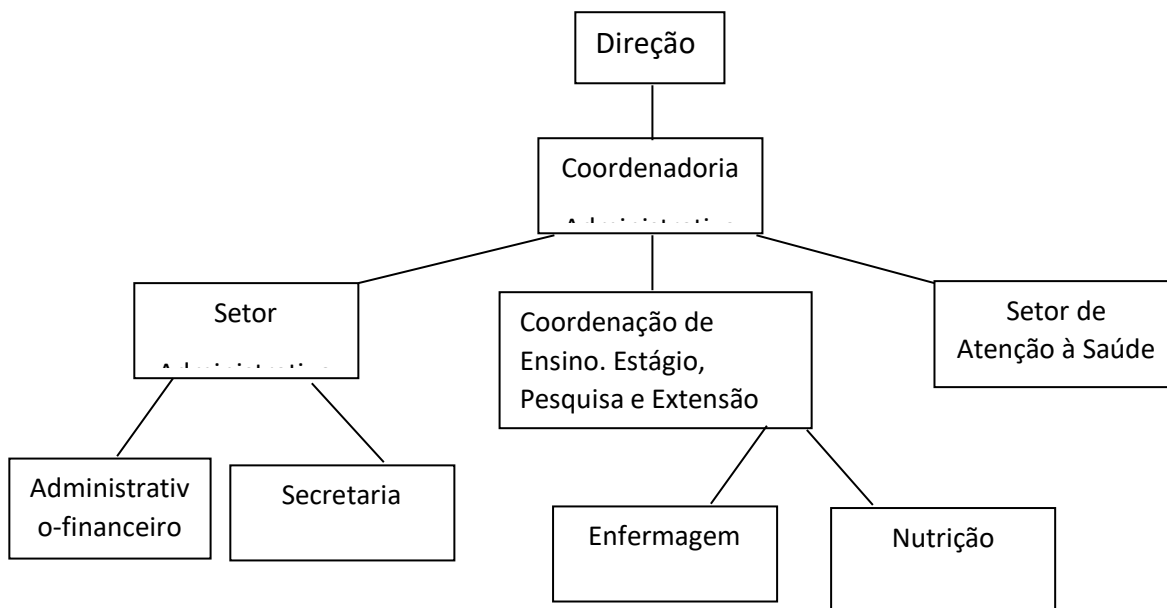 Direção
Coordenadoria
Setor
Coordenação de
Ensino. Estágio,
Pesquisa e Extensão
Setor de
Atenção à Saúde
Administrativ
o-financeiro
Secretaria
Enfermagem
Nutrição